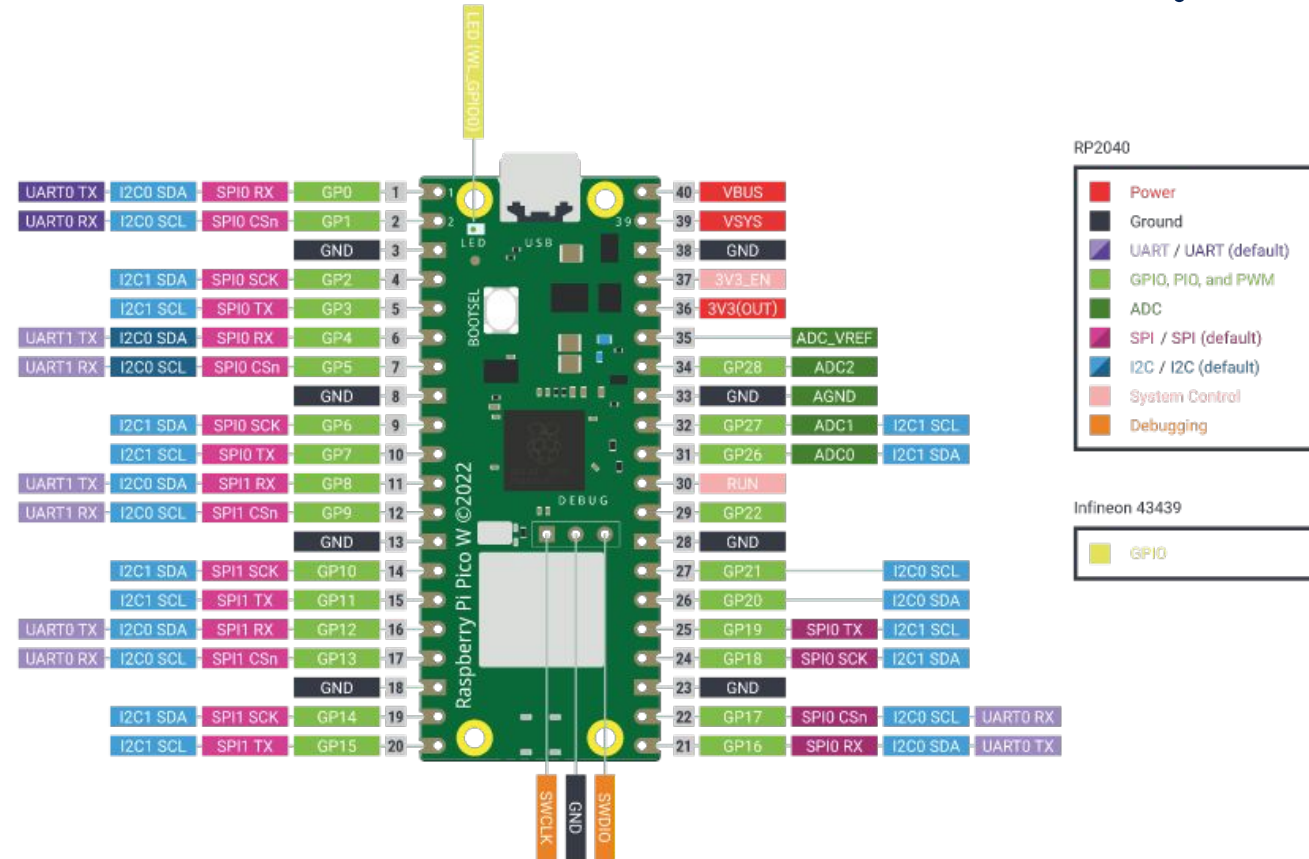 LED (WL_GPIO0)
RP2040
UART0 TX I2C0 SDA SPI0 RX GP0 1 1 40 VBUS
UART0 RX I2C0 SCL SPI0 CSn GP1 2 2 39 39 VSYS
LED USB
GND 3 38 GND
I2C1 SDA SPI0 SCK GP2 4 37 3V3_EN
I2C1 SCL SPI0 TX GP3 5 36 3V3(OUT)
BOOTSEL
UART1 TX I2C0 SDA SPI0 RX GP4 6 35 ADC_VREF
UART1 RX I2C0 SCL SPI0 CSn GP5 7 34 GP28 ADC2
GND 8 33 GND AGND
I2C1 SDA SPI0 SCK GP6 9 32 GP27 ADC1 I2C1 SCL
I2C1 SCL SPI0 TX GP7 10 31 GP26 ADC0 I2C1 SDA
UART1 TX I2C0 SDA SPI1 RX GP8 11 30 RUN
DEBUG
UART1 RX I2C0 SCL SPI1 CSn GP9 12 29 GP22
GND 13 28 GND
I2C1 SDA SPI1 SCK GP10 14 27 GP21 I2C0 SCL
I2C1 SCL SPI1 TX GP11 15 26 GP20 I2C0 SDA
UART0 TX I2C0 SDA SPI1 RX GP12 16 25 GP19 SPI0 TX I2C1 SCL
UART0 RX I2C0 SCL SPI1 CSn GP13 17 24 GP18 SPI0 SCK I2C1 SDA
GND 18 23 GND
I2C1 SDA SPI1 SCK GP14 19 22 GP17 SPI0 CSn I2C0 SCL UART0 RX
I2C1 SCL SPI1 TX GP15 20 21 GP16 SPI0 RX I2C0 SDA UART0 TX
Raspberry Pi Pico W ©2022
SWCLK
GND
SWDIO
Power
Ground
UART / UART (default)
GPIO, PIO, and PWM
ADC
SPI / SPI (default)
I2C / I2C (default)
System Control
Debugging
Infineon 43439
GPIO